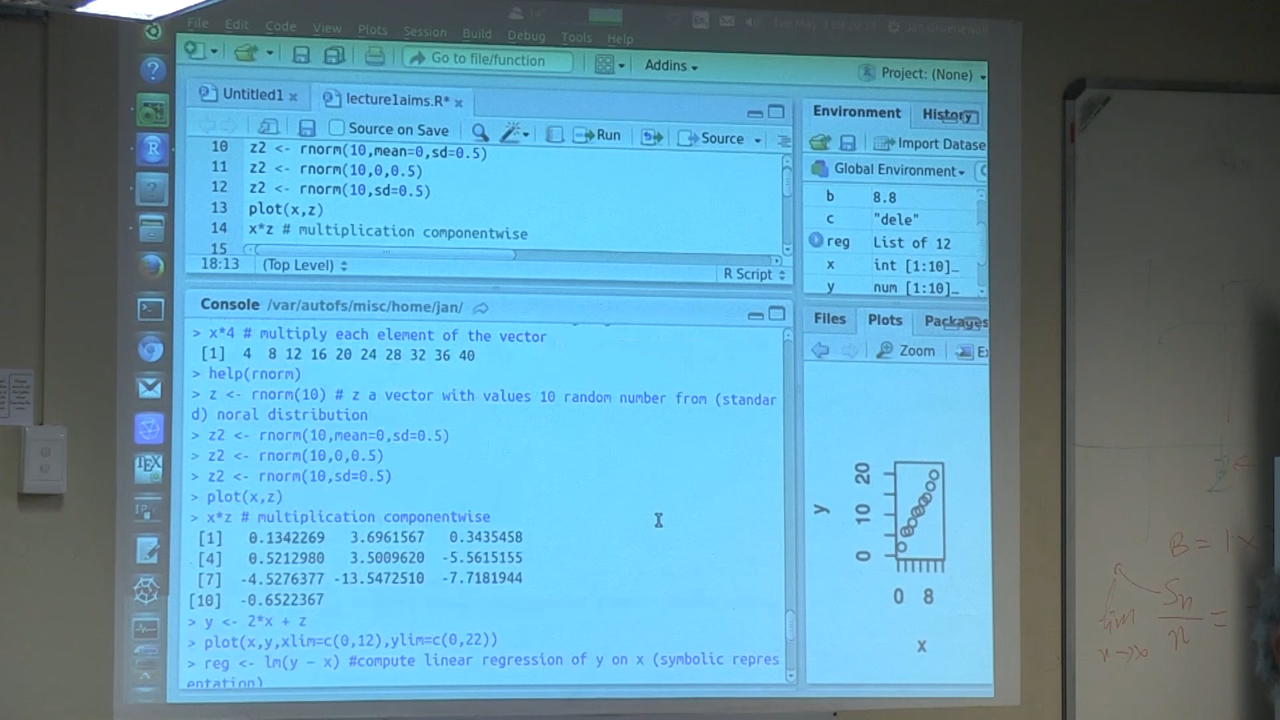 File Edit Code View Plots Session Build Debug Tools Help
Go to file/function
Addins
Project: (None)
Untitled1
lecture1aims.R*
Source on Save
Run
Source
10 z2 <- rnorm(10,mean=0,sd=0.5)
11 z2 <- rnorm(10,0,0.5)
12 z2 <- rnorm(10,sd=0.5)
13 plot(x,z)
14 x*z # multiplication componentwise
15
18:13 (Top Level) R Script
Console /var/autofs/misc/home/jan/
> x*4 # multiply each element of the vector
[1] 4 8 12 16 20 24 28 32 36 40
> help(rnorm)
> z <- rnorm(10) # z a vector with values 10 random number from (standar
d) noral distribution
> z2 <- rnorm(10,mean=0,sd=0.5)
> z2 <- rnorm(10,0,0.5)
> z2 <- rnorm(10,sd=0.5)
> plot(x,z)
> x*z # multiplication componentwise
[1] 0.1342269 3.6961567 0.3435458
[4] 0.5212980 3.5009620 -5.5615155
[7] -4.5276377 -13.5472510 -7.7181944
[10] -0.6522367
> y <- 2*x + z
> plot(x,y,xlim=c(0,12),ylim=c(0,22))
> reg <- lm(y ~ x) #compute linear regression of y on x (symbolic repres
entation)
Environment History
Import Datase
Global Environment
b 8.8
c "dele"
reg List of 12
x int [1:10]…
y num [1:10]…
Files Plots Packages
Zoom Ex
y
0 10 20
0 8
x
TEX
B = 1 x
lim Sn
n =
n→∞